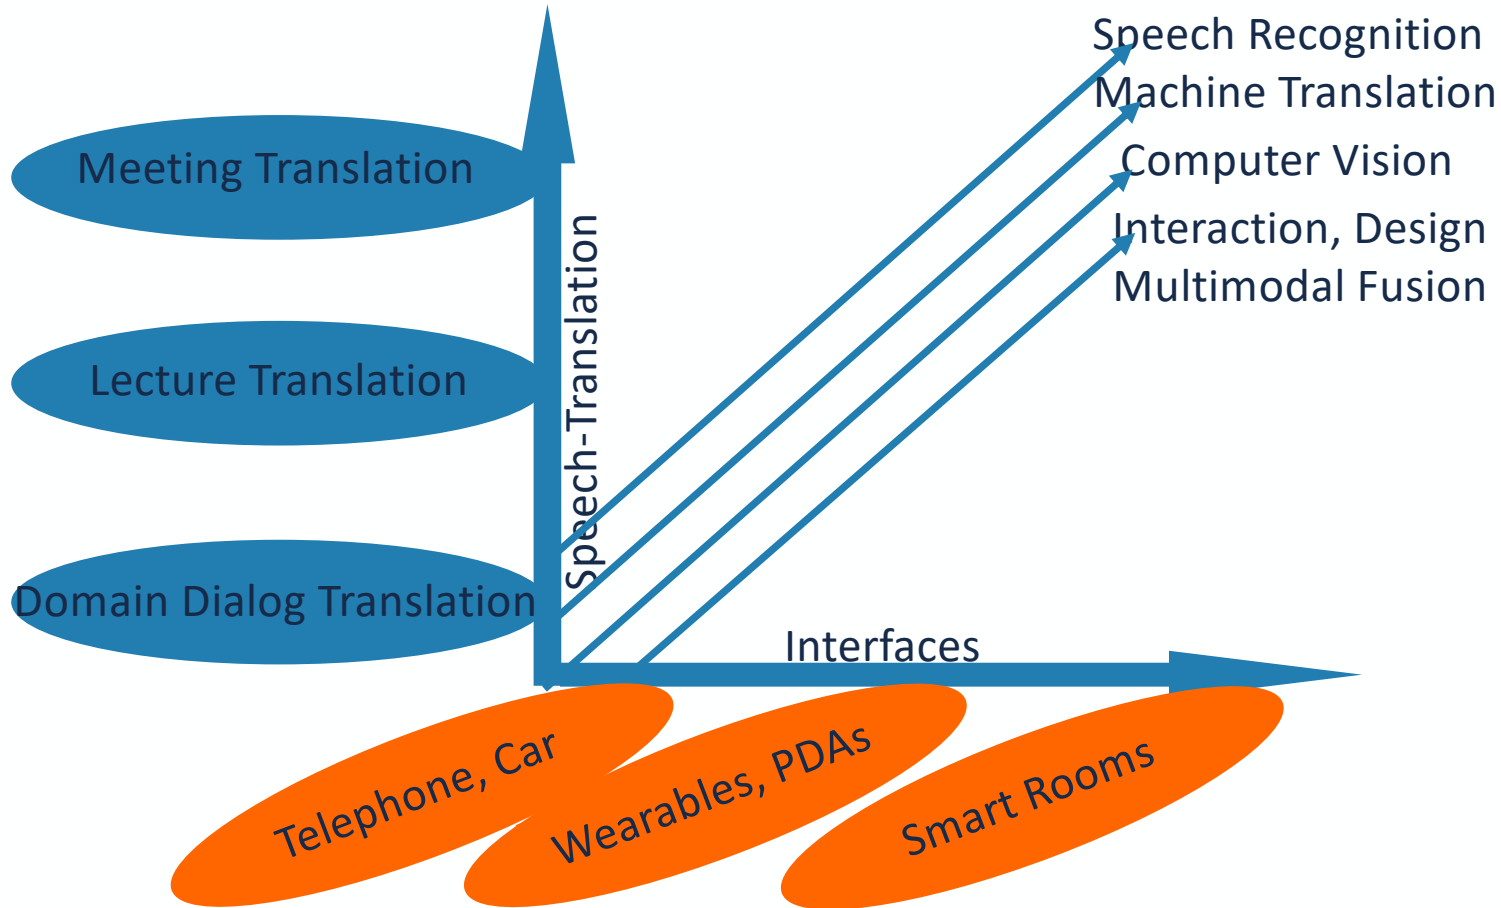 Speech Recognition
Machine Translation
Computer Vision
Interaction, Design
Multimodal Fusion
Meeting Translation
Lecture Translation
Domain Dialog Translation
Speech-Translation
Interfaces
Telephone, Car
Wearables, PDAs
Smart Rooms